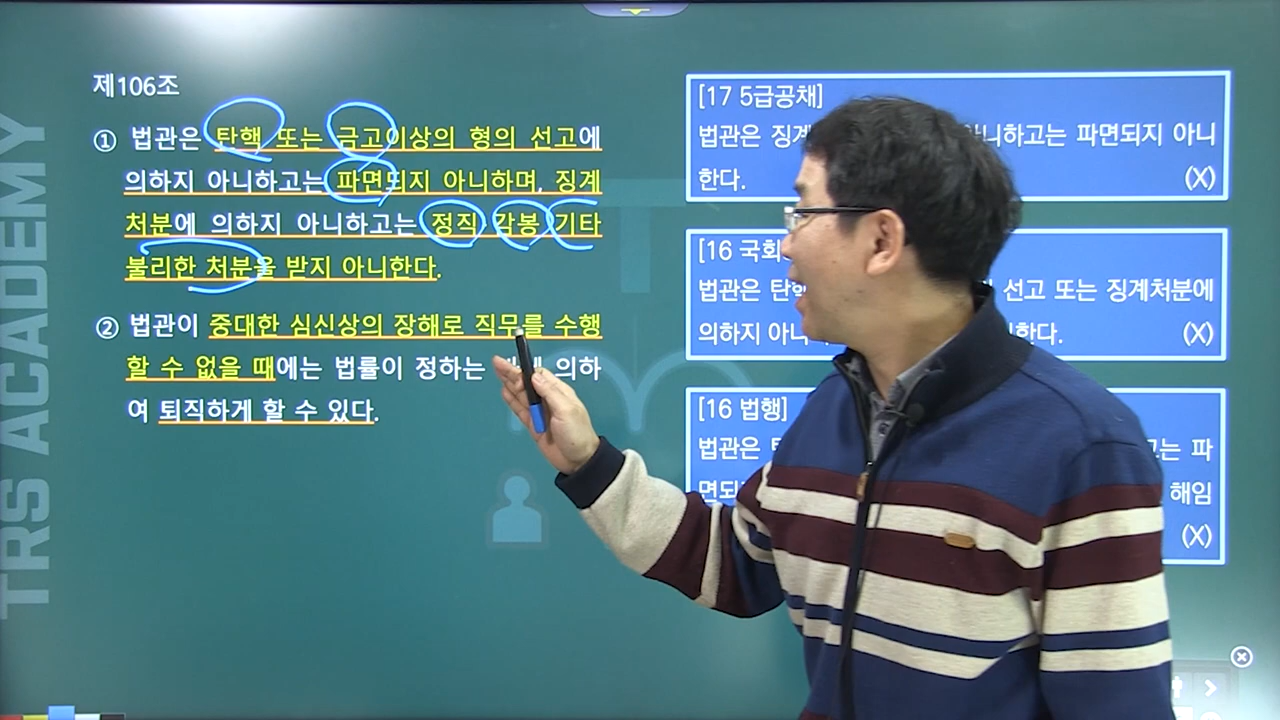 TRS ACADEMY
제106조
① 법관은 탄핵 또는 금고이상의 형의 선고에
의하지 아니하고는 파면되지 아니하며, 징계
처분에 의하지 아니하고는 정직 감봉 기타
불리한 처분을 받지 아니한다.
② 법관이 중대한 심신상의 장해로 직무를 수행
할 수 없을 때에는 법률이 정하는 의하
여 퇴직하게 할 수 있다.
[17 5급공채]
법관은 징계 아니하고는 파면되지 아니
한다. (X)
[16 국회
법관은 탄핵 선고 또는 징계처분에
의하지 아니 한다. (X)
[16 법행]
법관은 고는 파
면되 해임
(X)